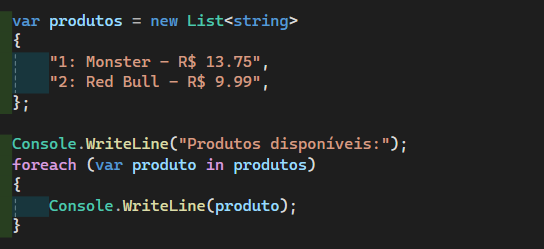 var produtos = new List<string>
{
    "1: Monster - R$ 13.75",
    "2: Red Bull - R$ 9.99",
};

Console.WriteLine("Produtos disponíveis:");
foreach (var produto in produtos)
{
    Console.WriteLine(produto);
}